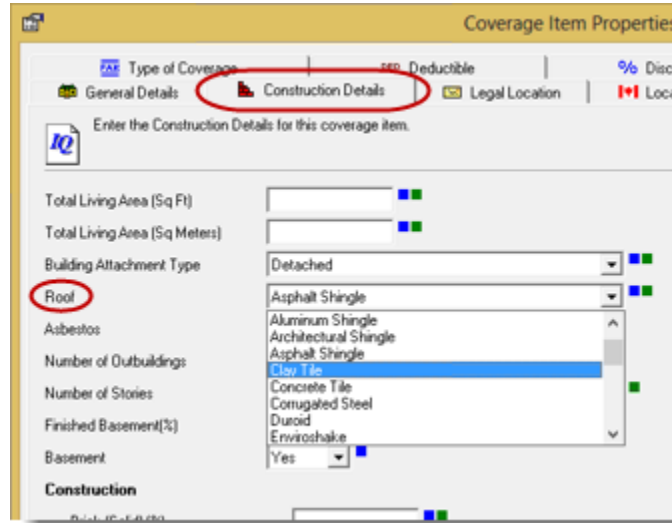 Coverage Item Properties
Type of Coverage
Deductible
% Disc
General Details
Construction Details
Legal Location
Loca
Enter the Construction Details for this coverage item.
IQ
Total Living Area (Sq Ft)
Total Living Area (Sq Meters)
Building Attachment Type Detached
Roof Asphalt Shingle
Aluminum Shingle
Asbestos
Architectural Shingle
Asphalt Shingle
Number of Outbuildings
Clay Tile
Number of Stories
Concrete Tile
Corrugated Steel
Finished Basement(%)
Duroid
Enviroshake
Basement Yes
Construction